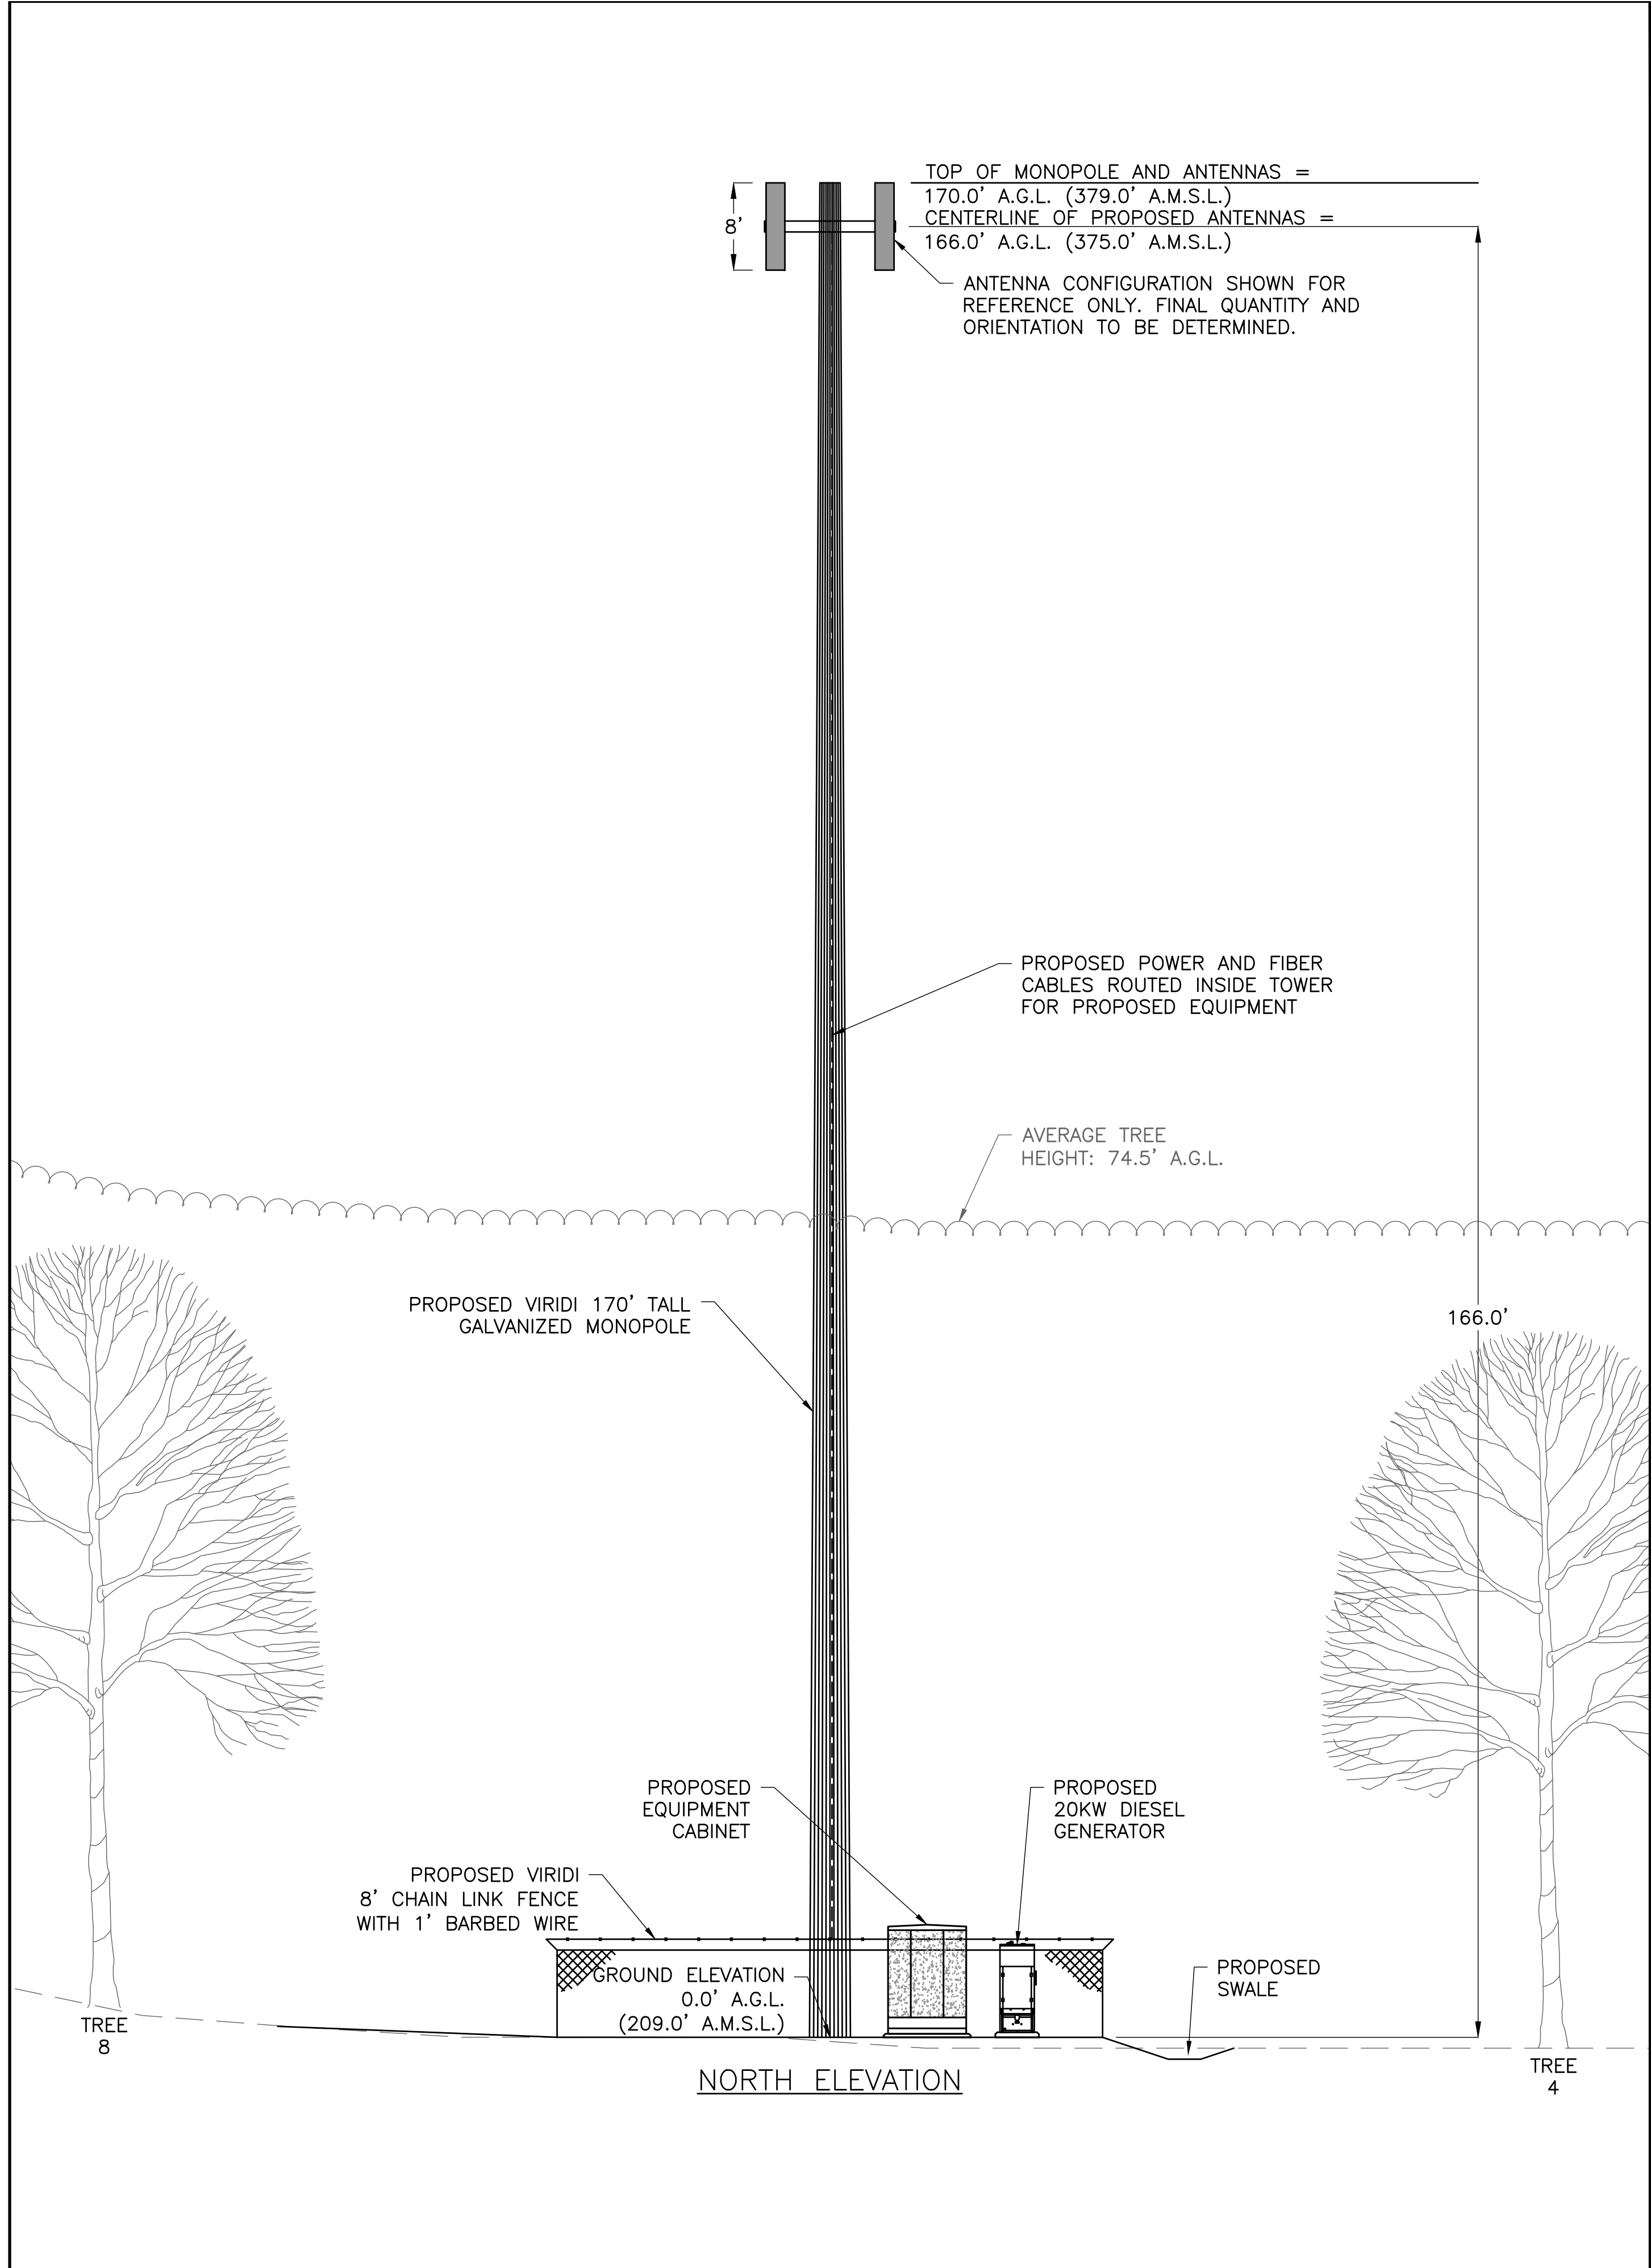 TOP OF MONOPOLE AND ANTENNAS =
170.0' A.G.L. (379.0' A.M.S.L.)
CENTERLINE OF PROPOSED ANTENNAS =
166.0' A.G.L. (375.0' A.M.S.L.)
8'
ANTENNA CONFIGURATION SHOWN FOR
REFERENCE ONLY. FINAL QUANTITY AND
ORIENTATION TO BE DETERMINED.
PROPOSED POWER AND FIBER
CABLES ROUTED INSIDE TOWER
FOR PROPOSED EQUIPMENT
AVERAGE TREE
HEIGHT: 74.5' A.G.L.
PROPOSED VIRIDI 170' TALL
GALVANIZED MONOPOLE
166.0'
PROPOSED
EQUIPMENT
CABINET
PROPOSED
20KW DIESEL
GENERATOR
PROPOSED VIRIDI
8' CHAIN LINK FENCE
WITH 1' BARBED WIRE
GROUND ELEVATION
0.0' A.G.L.
(209.0' A.M.S.L.)
PROPOSED
SWALE
TREE
8
TREE
4
NORTH ELEVATION